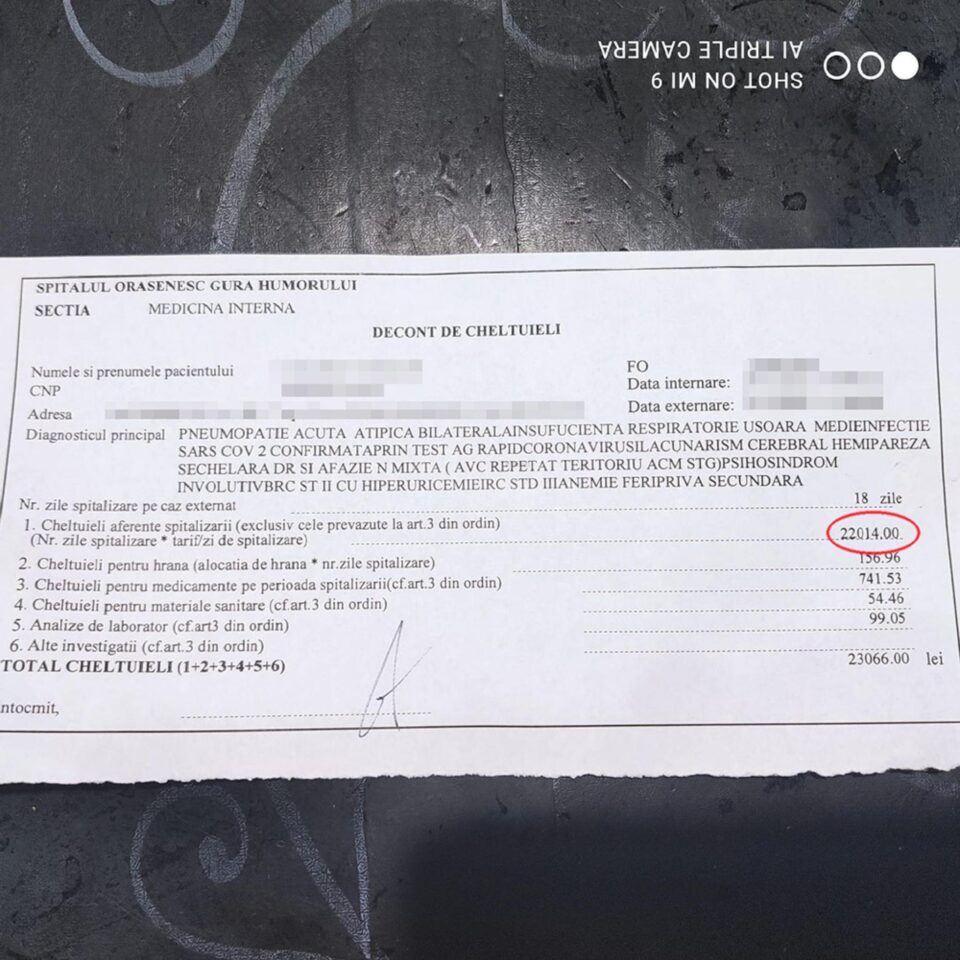 SHOT ON MI 9
AI TRIPLE CAMERA
SPITALUL ORASENESC GURA HUMORULUI
SECTIA MEDICINA INTERNA
DECONT DE CHELTUIELI
Numele si prenumele pacientului FO
CNP Data internare:
Adresa Data externare:
Diagnosticul principal PNEUMOPATIE ACUTA ATIPICA BILATERALAINSUFUCIENTA RESPIRATORIE USOARA MEDIEINFECTIE
SARS COV 2 CONFIRMATAPRIN TEST AG RAPIDCORONAVIRUSILACUNARISM CEREBRAL HEMIPAREZA
SECHELARA DR SI AFAZIE N MIXTA ( AVC REPETAT TERITORIU ACM STG)PSIHOSINDROM
INVOLUTIVBRC ST II CU HIPERURICEMIEIRC STD IIIANEMIE FERIPRIVA SECUNDARA
Nr. zile spitalizare pe caz externat 18 zile
1. Cheltuieli aferente spitalizarii (exclusiv cele prevazute la art.3 din ordin)
(Nr. zile spitalizare * tarif/zi de spitalizare) 22014.00
2. Cheltuieli pentru hrana (alocatia de hrana * nr.zile spitalizare) 156.96
3. Cheltuieli pentru medicamente pe perioada spitalizarii(cf.art.3 din ordin) 741.53
4. Cheltuieli pentru materiale sanitare (cf.art.3 din ordin) 54.46
5. Analize de laborator (cf.art3 din ordin) 99.05
6. Alte investigatii (cf.art.3 din ordin)
TOTAL CHELTUIELI (1+2+3+4+5+6) 23066.00 lei
ntocmit,